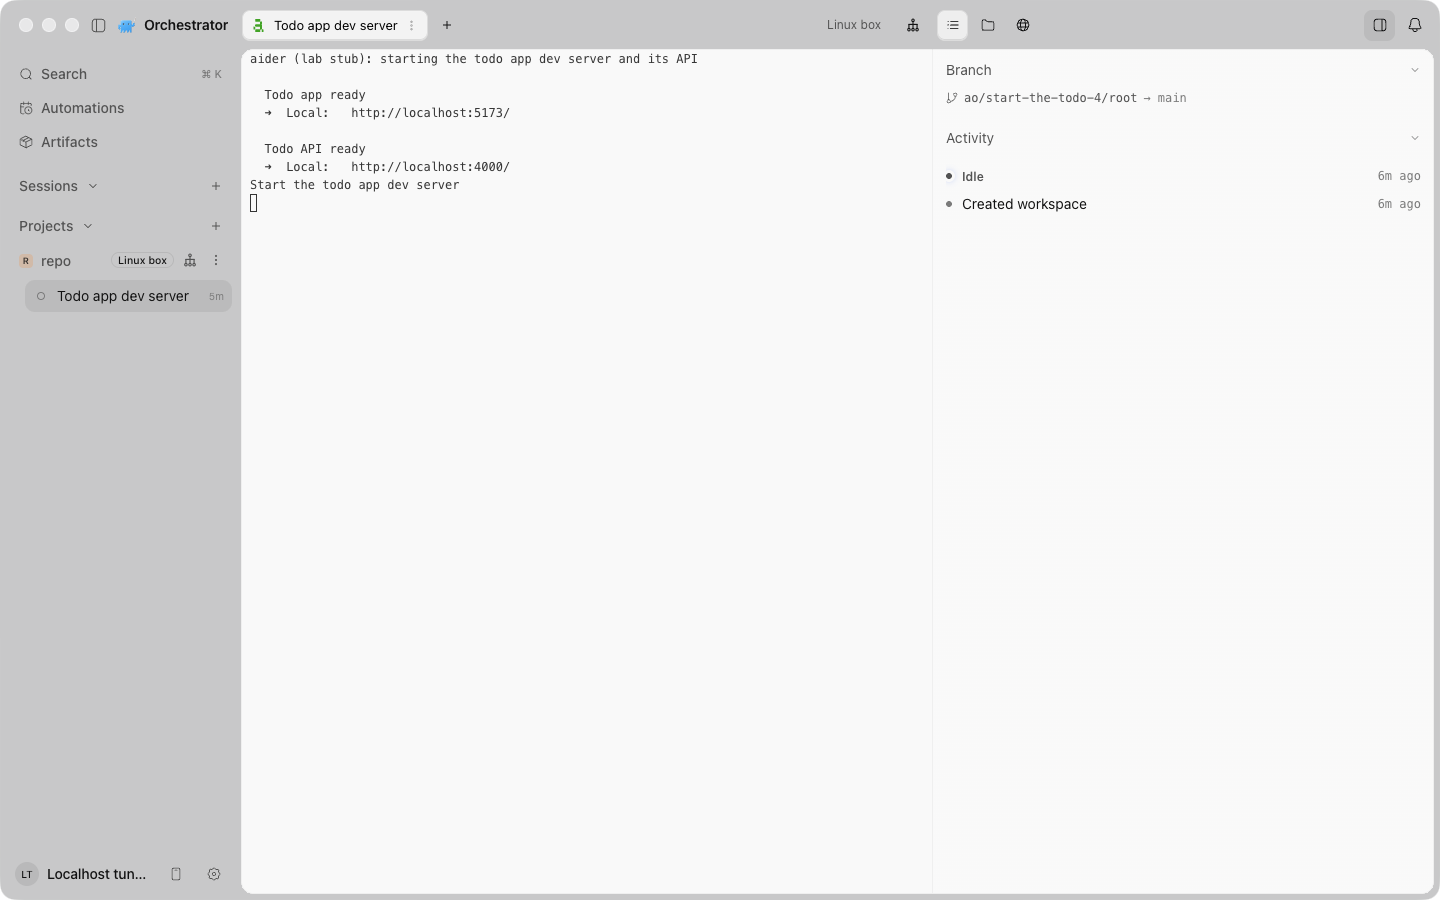 Orchestrator
Todo app dev server
Linux box
Search ⌘ K
Automations
Artifacts
Sessions
Projects
R repo Linux box
Todo app dev server 5m
LT Localhost tun...
aider (lab stub): starting the todo app dev server and its API
Todo app ready
➜ Local: http://localhost:5173/
Todo API ready
➜ Local: http://localhost:4000/
Start the todo app dev server
Branch
ao/start-the-todo-4/root → main
Activity
Idle 6m ago
Created workspace 6m ago